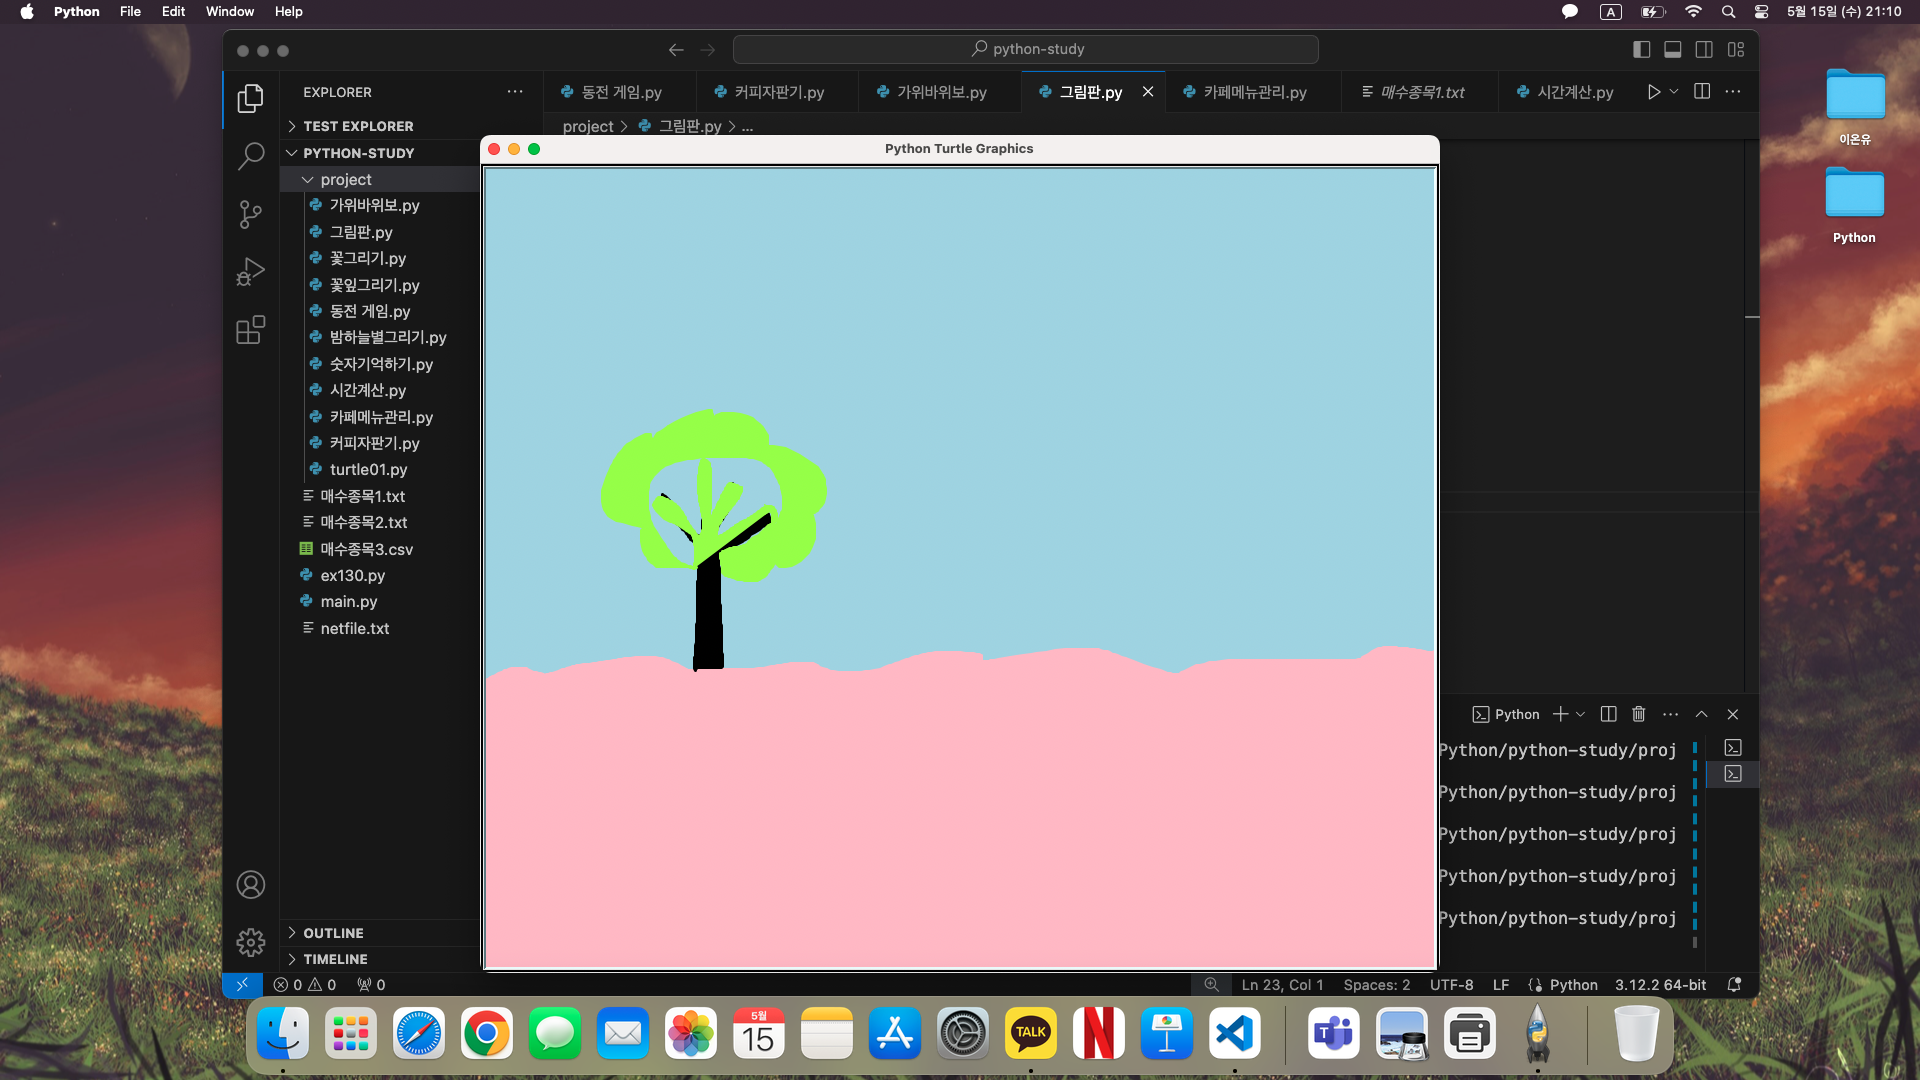 Python File Edit Window Help
A
5월 15일 (수) 21:10
python-study
EXPLORER
동전 게임.py
커피자판기.py
가위바위보.py
그림판.py
카페메뉴관리.py
매수종목1.txt
시간계산.py
TEST EXPLORER
project > 그림판.py > ...
PYTHON-STUDY
Python Turtle Graphics
project
가위바위보.py
그림판.py
꽃그리기.py
꽃잎그리기.py
동전 게임.py
밤하늘별그리기.py
숫자기억하기.py
시간계산.py
카페메뉴관리.py
커피자판기.py
turtle01.py
매수종목1.txt
매수종목2.txt
매수종목3.csv
ex130.py
main.py
netfile.txt
이온유
Python
Python
Python/python-study/proj
Python/python-study/proj
Python/python-study/proj
Python/python-study/proj
Python/python-study/proj
OUTLINE
TIMELINE
0 0 0
Ln 23, Col 1 Spaces: 2 UTF-8 LF Python 3.12.2 64-bit
5월
15
TALK
N
T